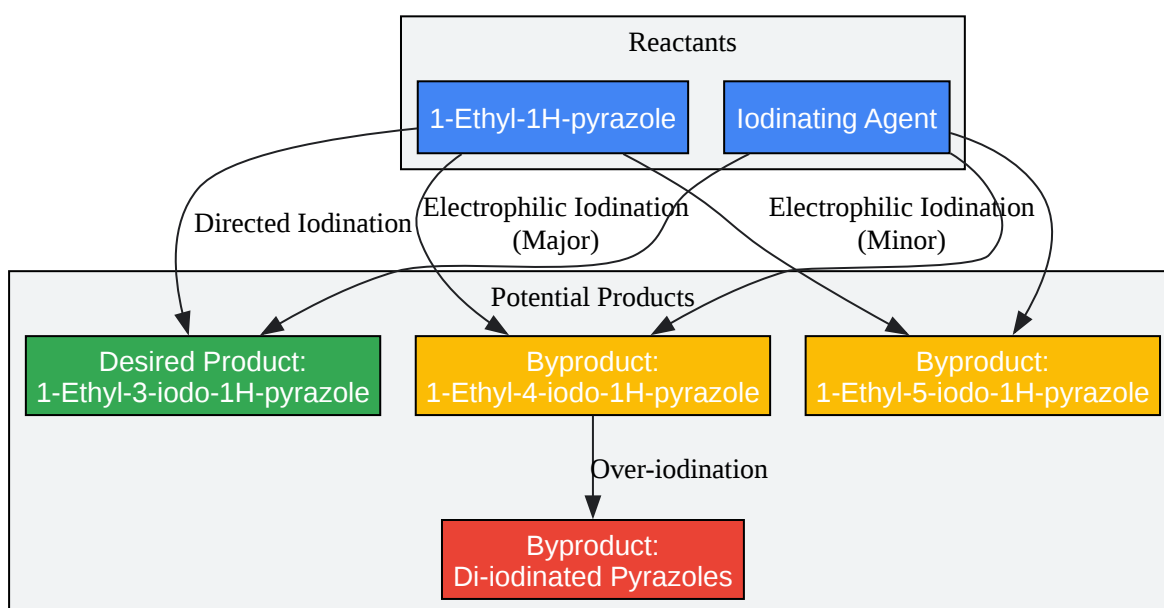 Reactants
1-Ethyl-1H-pyrazole
Iodinating Agent
Directed Iodination
Electrophilic Iodination
(Major)
Electrophilic Iodination
(Minor)
Potential Products
Desired Product:
1-Ethyl-3-iodo-1H-pyrazole
Byproduct:
1-Ethyl-4-iodo-1H-pyrazole
Byproduct:
1-Ethyl-5-iodo-1H-pyrazole
Over-iodination
Byproduct:
Di-iodinated Pyrazoles